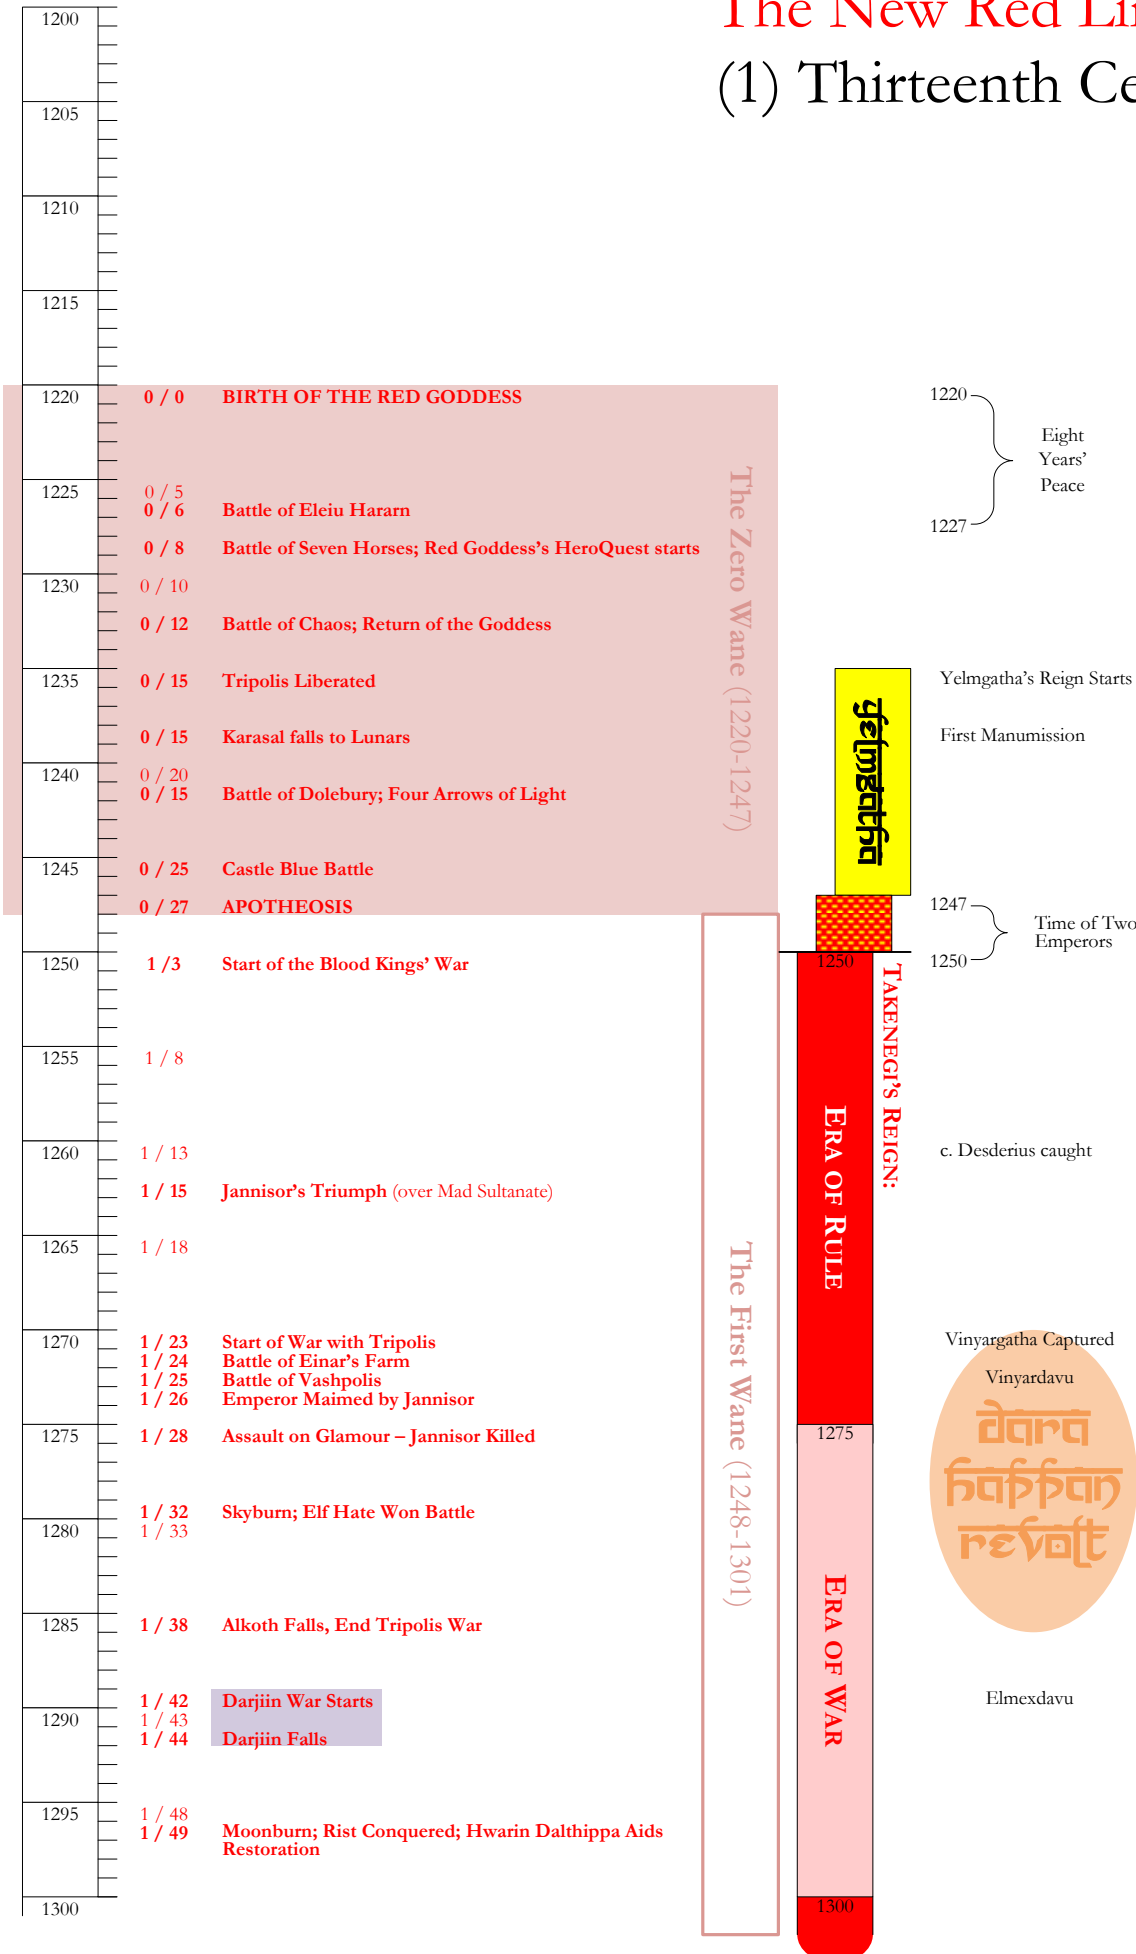 The New Red Li
(1) Thirteenth Ce
1200
1205
1210
1215
1220
0 / 0 BIRTH OF THE RED GODDESS
1225
0 / 5
0 / 6 Battle of Eleiu Hararn
0 / 8 Battle of Seven Horses; Red Goddess's HeroQuest starts
1230
0 / 10
0 / 12 Battle of Chaos; Return of the Goddess
1235
0 / 15 Tripolis Liberated
0 / 15 Karasal falls to Lunars
1240
0 / 20
0 / 15 Battle of Dolebury; Four Arrows of Light
1245
0 / 25 Castle Blue Battle
0 / 27 APOTHEOSIS
1250
1 /3 Start of the Blood Kings' War
1255
1 / 8
1260
1 / 13
1 / 15 Jannisor's Triumph (over Mad Sultanate)
1265
1 / 18
1270
1 / 23 Start of War with Tripolis
1 / 24 Battle of Einar's Farm
1 / 25 Battle of Vashpolis
1 / 26 Emperor Maimed by Jannisor
1275
1 / 28 Assault on Glamour – Jannisor Killed
1 / 32 Skyburn; Elf Hate Won Battle
1280
1 / 33
1285
1 / 38 Alkoth Falls, End Tripolis War
1 / 42 Darjiin War Starts
1290
1 / 43
1 / 44 Darjiin Falls
1295
1 / 48
1 / 49 Moonburn; Rist Conquered; Hwarin Dalthippa Aids
Restoration
1300
The Zero Wane (1220-1247)
The First Wane (1248-1301)
yelmgatha
1250
TAKENEGI'S REIGN:
ERA OF RULE
1275
ERA OF WAR
1300
1220
Eight
Years'
Peace
1227
Yelmgatha's Reign Starts
First Manumission
1247
Time of Two
Emperors
1250
c. Desderius caught
Vinyargatha Captured
Vinyardavu
dara
happan
revolt
Elmexdavu